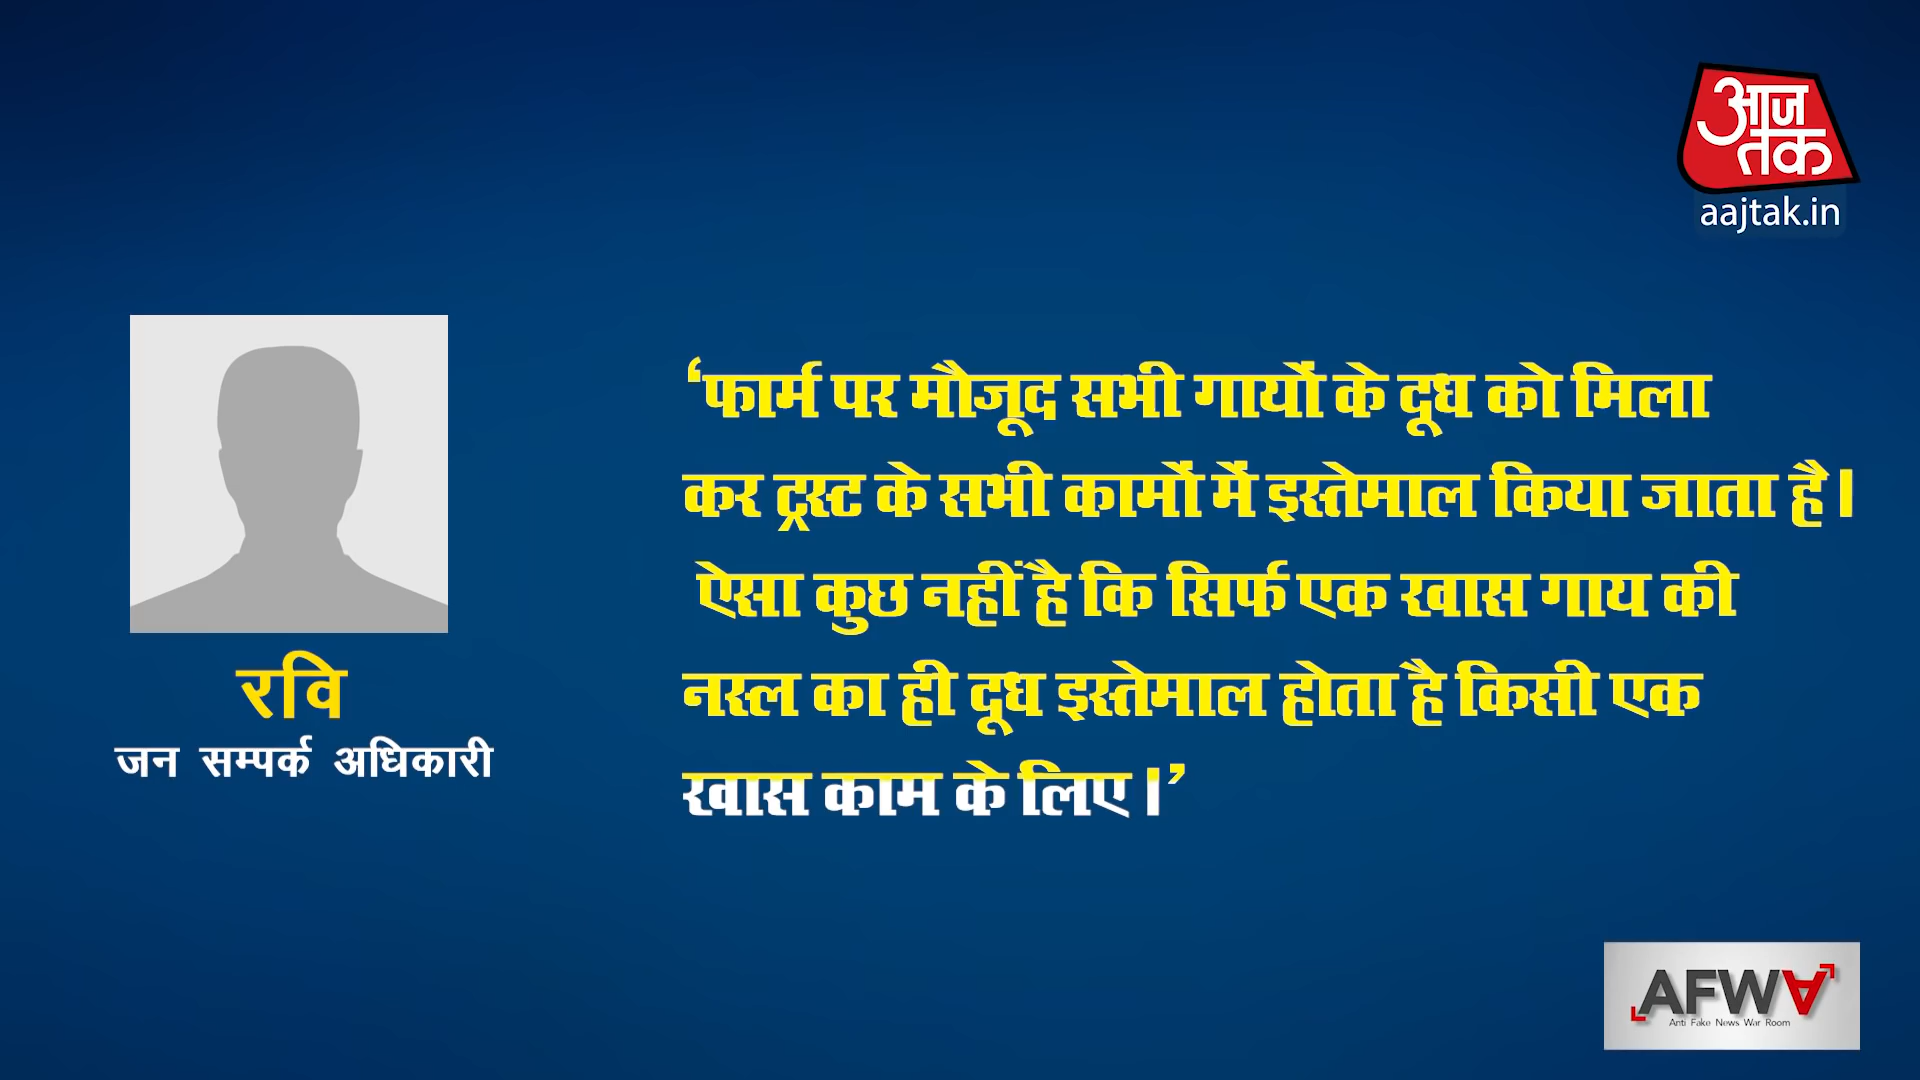 आज
तक
aajtak.in
‘फार्म पर मौजूद सभी गायों के दूध को मिला
कर ट्रस्ट के सभी कामों में इस्तेमाल किया जाता है।
ऐसा कुछ नहीं है कि सिर्फ एक खास गाय की
नस्ल का ही दूध इस्तेमाल होता है किसी एक
खास काम के लिए।’
रवि
जन सम्पर्क अधिकारी
AFWA
Anti Fake News War Room